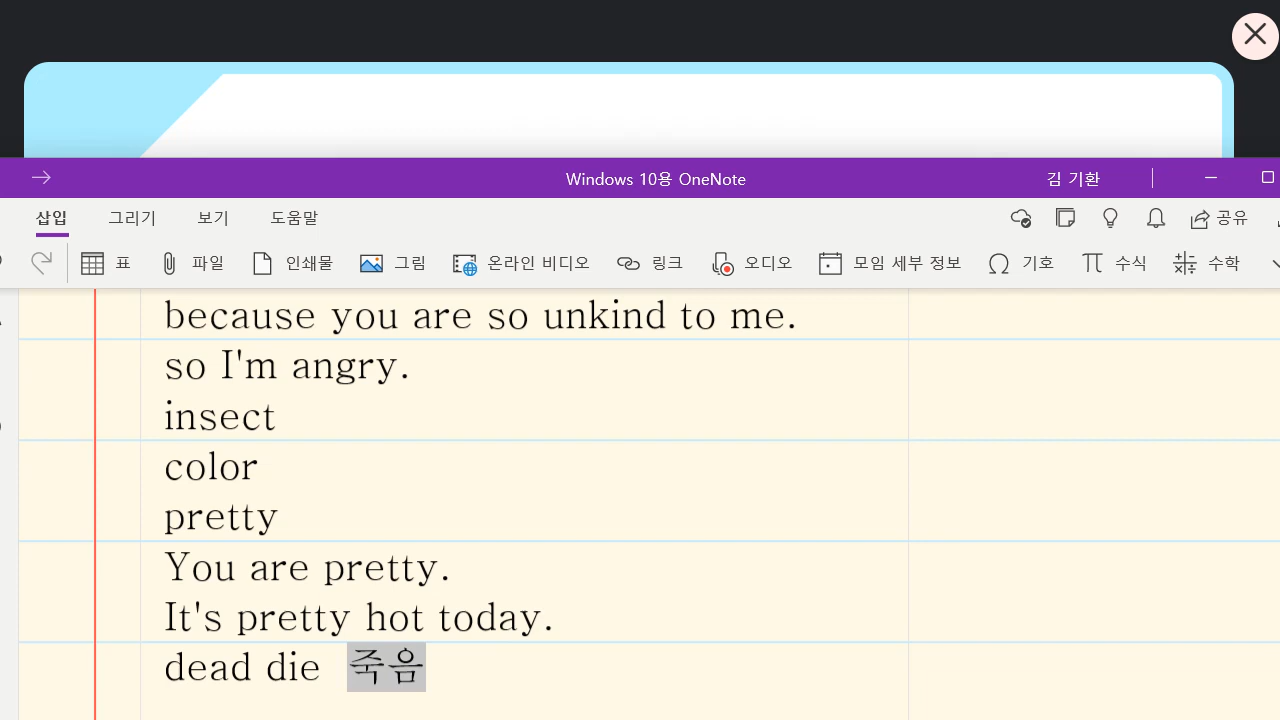 Windows 10용 OneNote 김 기환
삽입 그리기 보기 도움말 공유
표 파일 인쇄물 그림 온라인 비디오 링크 오디오 모임 세부 정보 기호 수식 수학
because you are so unkind to me.
so I'm angry.
insect
color
pretty
You are pretty.
It's pretty hot today.
dead die 죽음